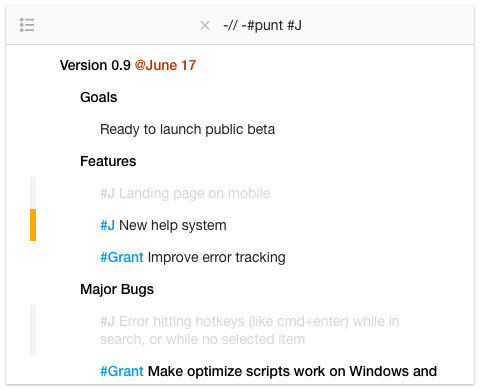 × -// -#punt #J
Version 0.9 @June 17
Goals
Ready to launch public beta
Features
#J Landing page on mobile
#J New help system
#Grant Improve error tracking
Major Bugs
#J Error hitting hotkeys (like cmd+enter) while in
search, or while no selected item
#Grant Make optimize scripts work on Windows and